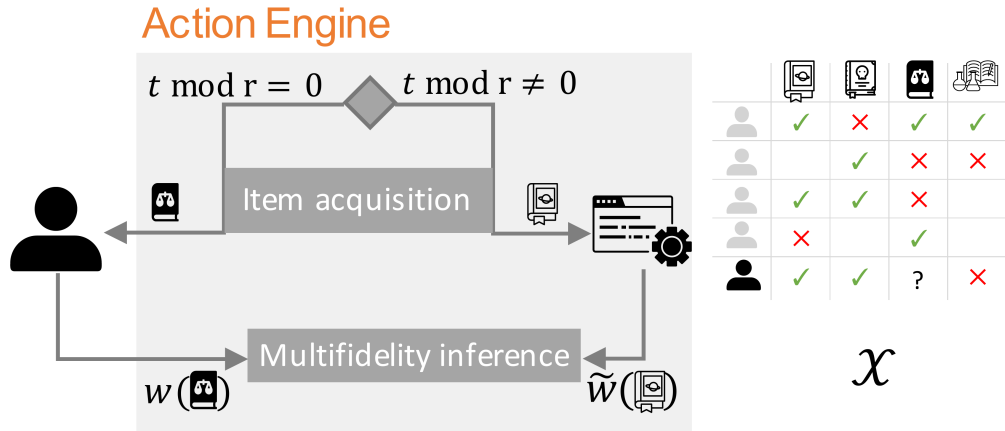 Action Engine
t mod r = 0
t mod r ≠ 0
Item acquisition
Multifidelity inference
w( )
w̃( )
✓ × ✓ ✓
✓ × ×
✓ ✓ ×
× ✓
✓ ✓ ? ×
𝒳